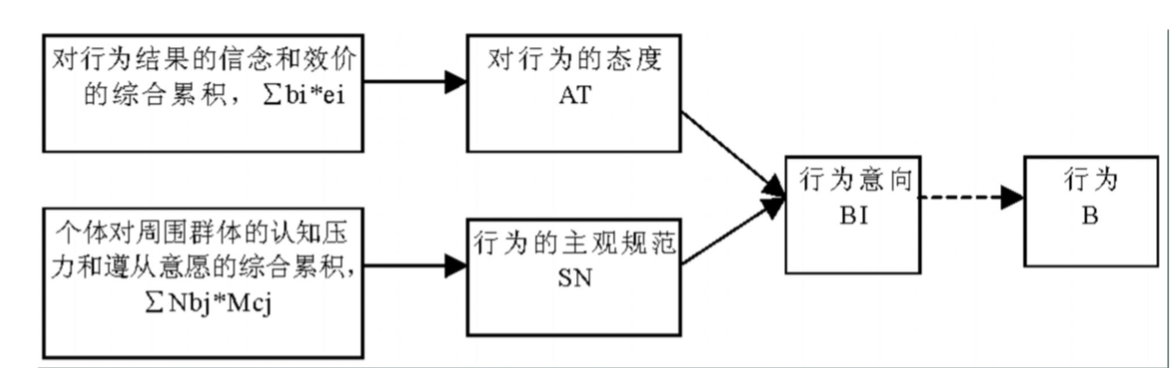 对行为结果的信念和效价
的综合累积，∑bi*ei
对行为的态度
AT
个体对周围群体的认知压
力和遵从意愿的综合累积，
∑Nbj*Mcj
行为的主观规范
SN
行为意向
BI
行为
B